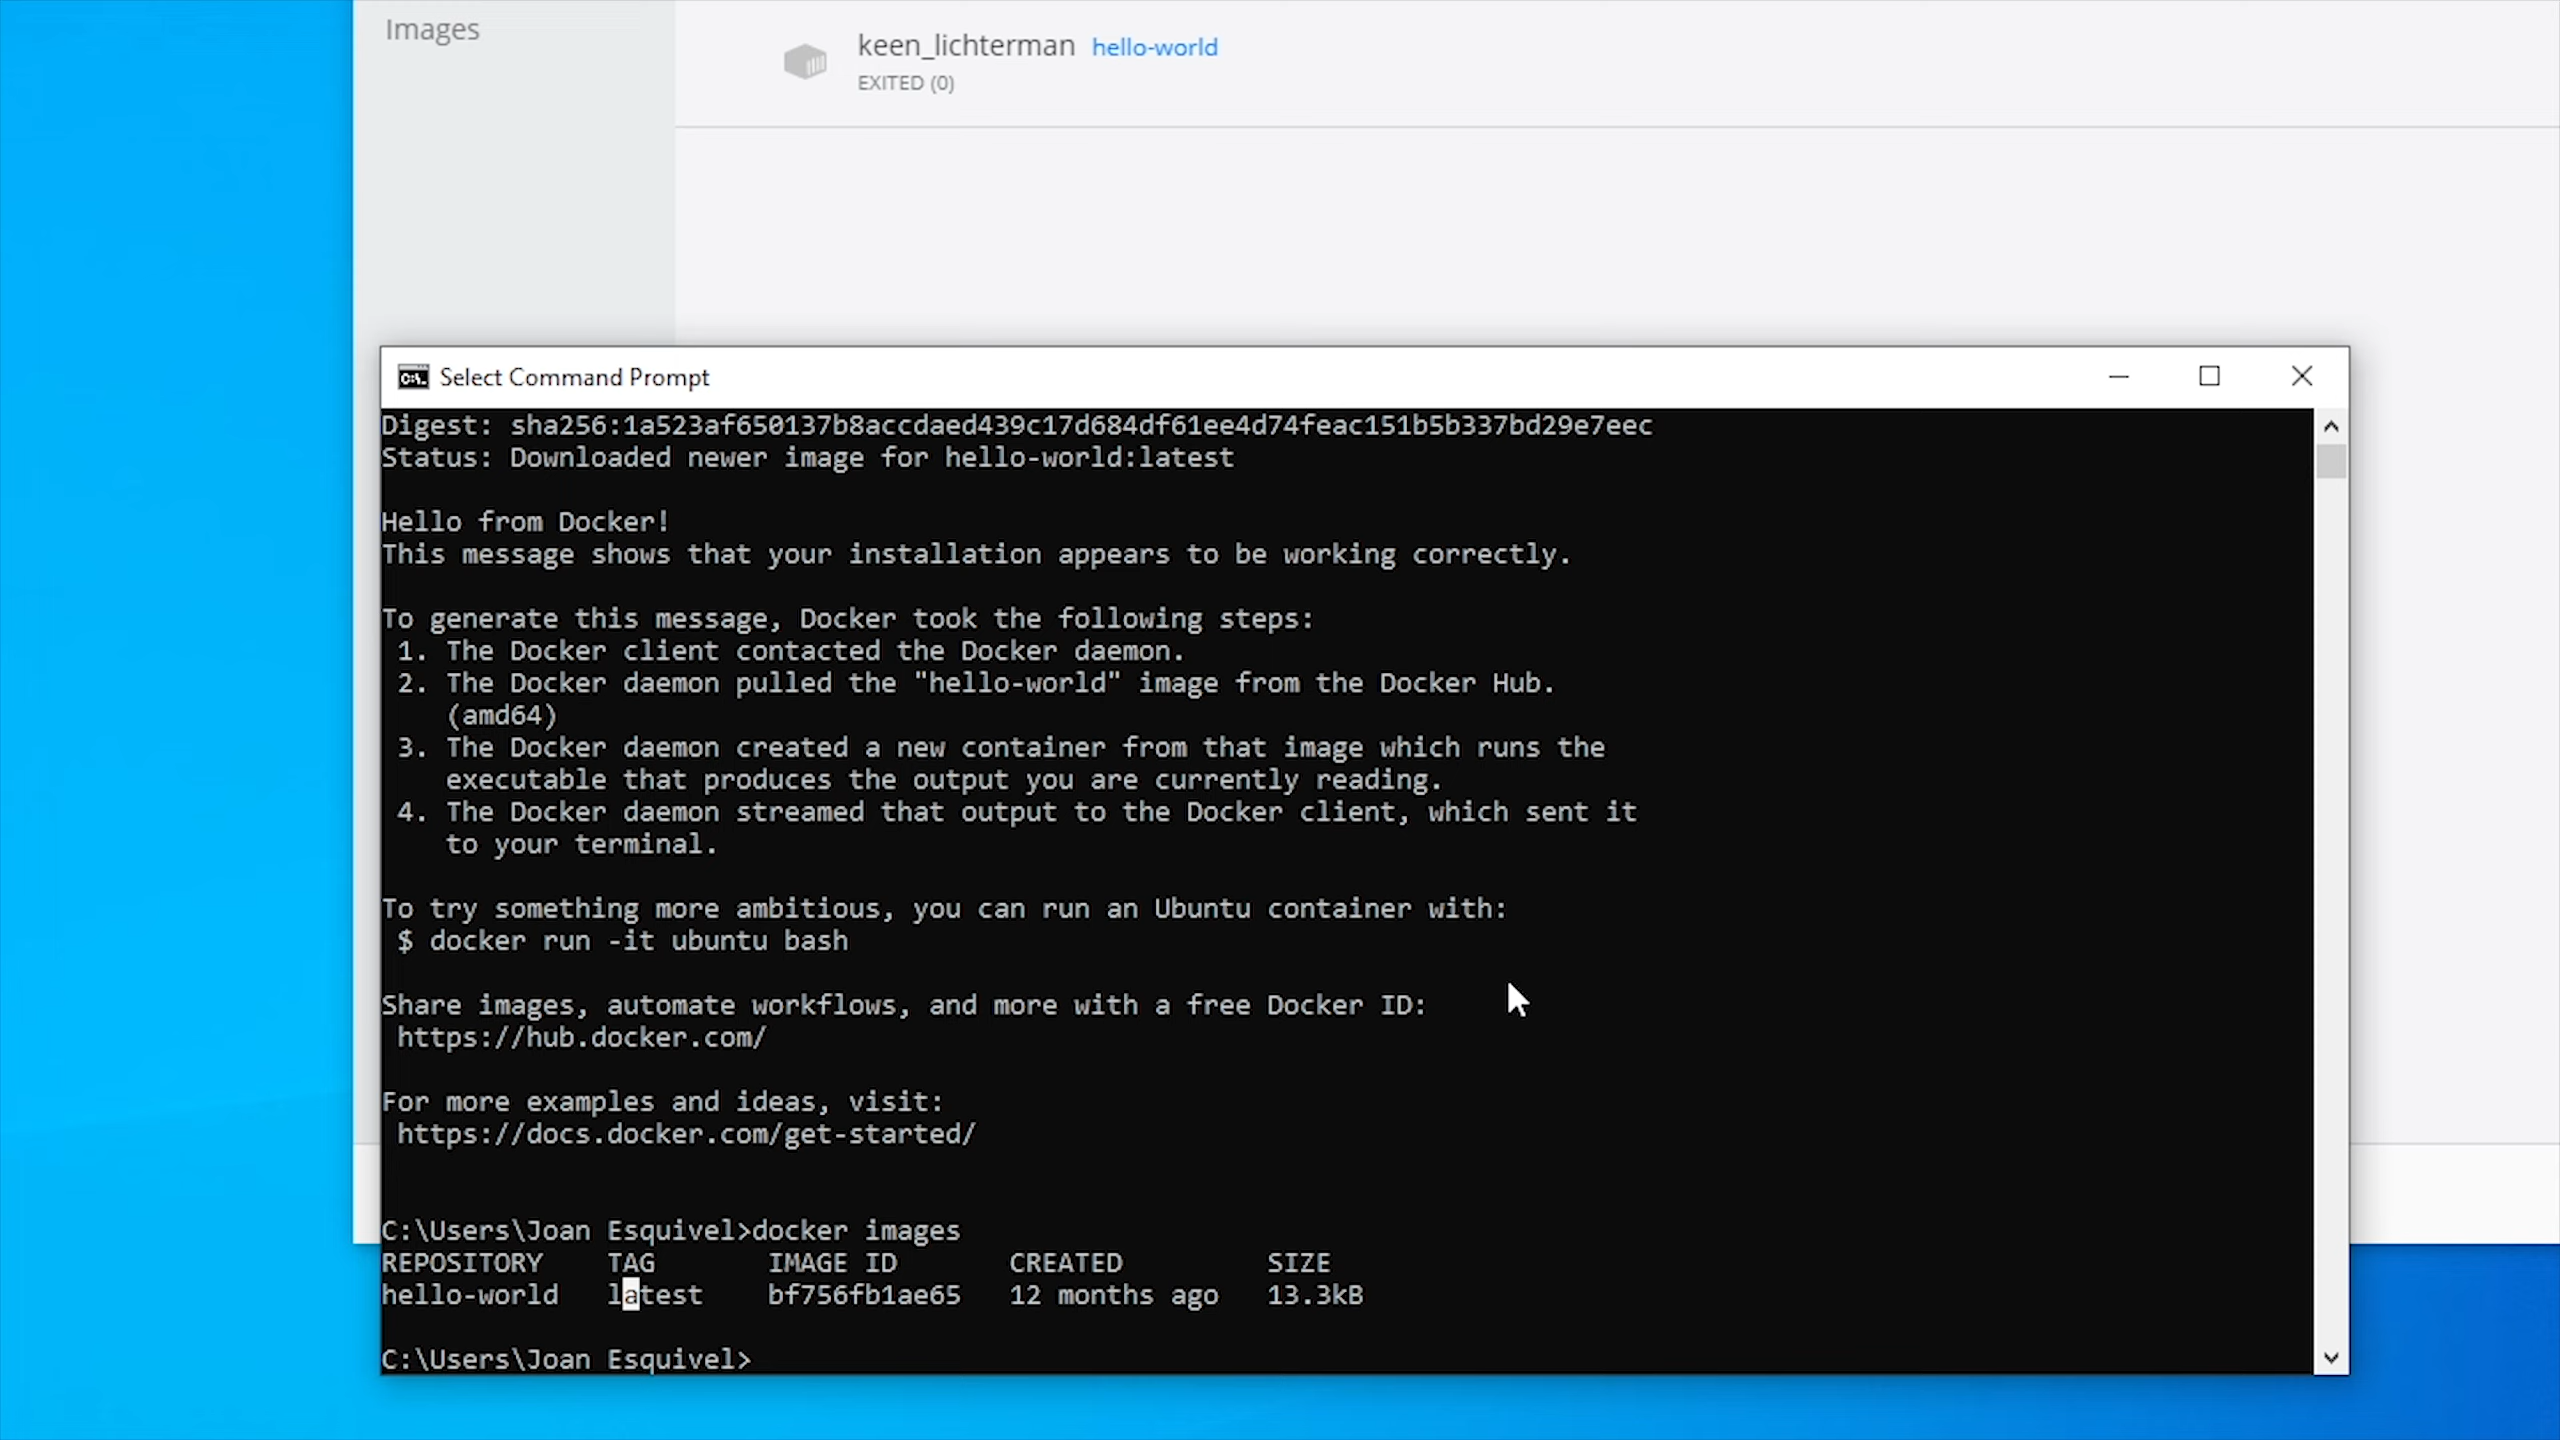 Images
keen_lichterman hello-world
EXITED (0)
Select Command Prompt
Digest: sha256:1a523af650137b8accdaed439c17d684df61ee4d74feac151b5b337bd29e7eec
Status: Downloaded newer image for hello-world:latest
Hello from Docker!
This message shows that your installation appears to be working correctly.
To generate this message, Docker took the following steps:
1. The Docker client contacted the Docker daemon.
2. The Docker daemon pulled the "hello-world" image from the Docker Hub.
(amd64)
3. The Docker daemon created a new container from that image which runs the
executable that produces the output you are currently reading.
4. The Docker daemon streamed that output to the Docker client, which sent it
to your terminal.
To try something more ambitious, you can run an Ubuntu container with:
$ docker run -it ubuntu bash
Share images, automate workflows, and more with a free Docker ID:
https://hub.docker.com/
For more examples and ideas, visit:
https://docs.docker.com/get-started/
C:\Users\Joan Esquivel>docker images
REPOSITORY TAG IMAGE ID CREATED SIZE
hello-world latest bf756fb1ae65 12 months ago 13.3kB
C:\Users\Joan Esquivel>